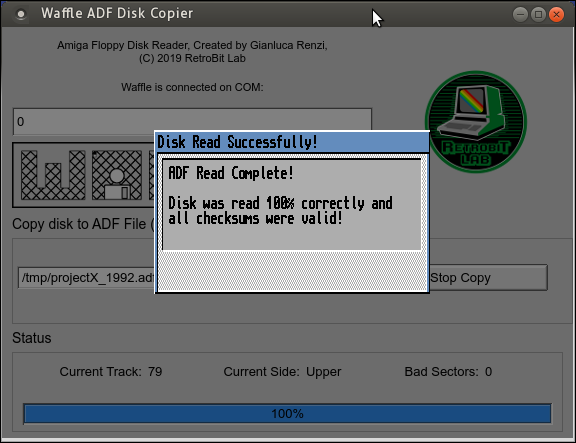 Waffle ADF Disk Copier
Amiga Floppy Disk Reader, Created by Gianluca Renzi,
(C) 2019 RetroBit Lab
Waffle is connected on COM:
0
RETROBIT
LAB
Disk Read Successfully!
ADF Read Complete!
Disk was read 100% correctly and
all checksums were valid!
Copy disk to ADF File (
/tmp/projectX_1992.ad
Stop Copy
Status
Current Track: 79
Current Side: Upper
Bad Sectors: 0
100%